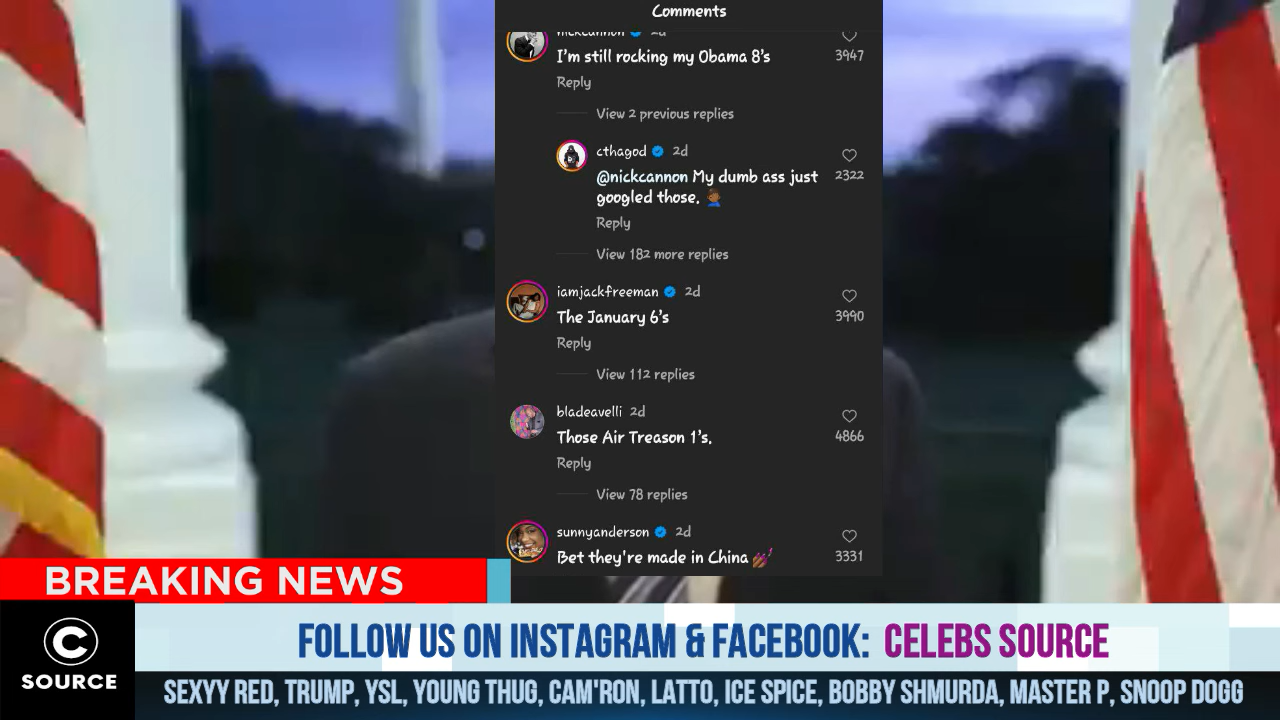 Comments
nickcannon 2d
I'm still rocking my Obama 8's
3947
Reply
View 2 previous replies
cthagod 2d
@nickcannon My dumb ass just
googled those.
2322
Reply
View 182 more replies
iamjackfreeman 2d
The January 6's
3990
Reply
View 112 replies
bladeavelli 2d
Those Air Treason 1's.
4866
Reply
View 78 replies
sunnyanderson 2d
Bet they're made in China
3331
BREAKING NEWS
C
SOURCE
FOLLOW US ON INSTAGRAM & FACEBOOK: CELEBS SOURCE
SEXYY RED, TRUMP, YSL, YOUNG THUG, CAM'RON, LATTO, ICE SPICE, BOBBY SHMURDA, MASTER P, SNOOP DOGG